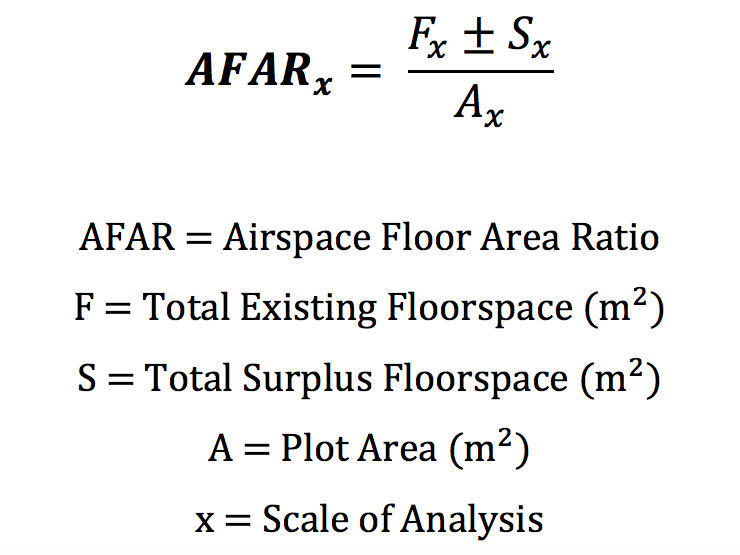 AFARₓ = Fₓ ± Sₓ / Aₓ
AFAR = Airspace Floor Area Ratio
F = Total Existing Floorspace (m²)
S = Total Surplus Floorspace (m²)
A = Plot Area (m²)
x = Scale of Analysis